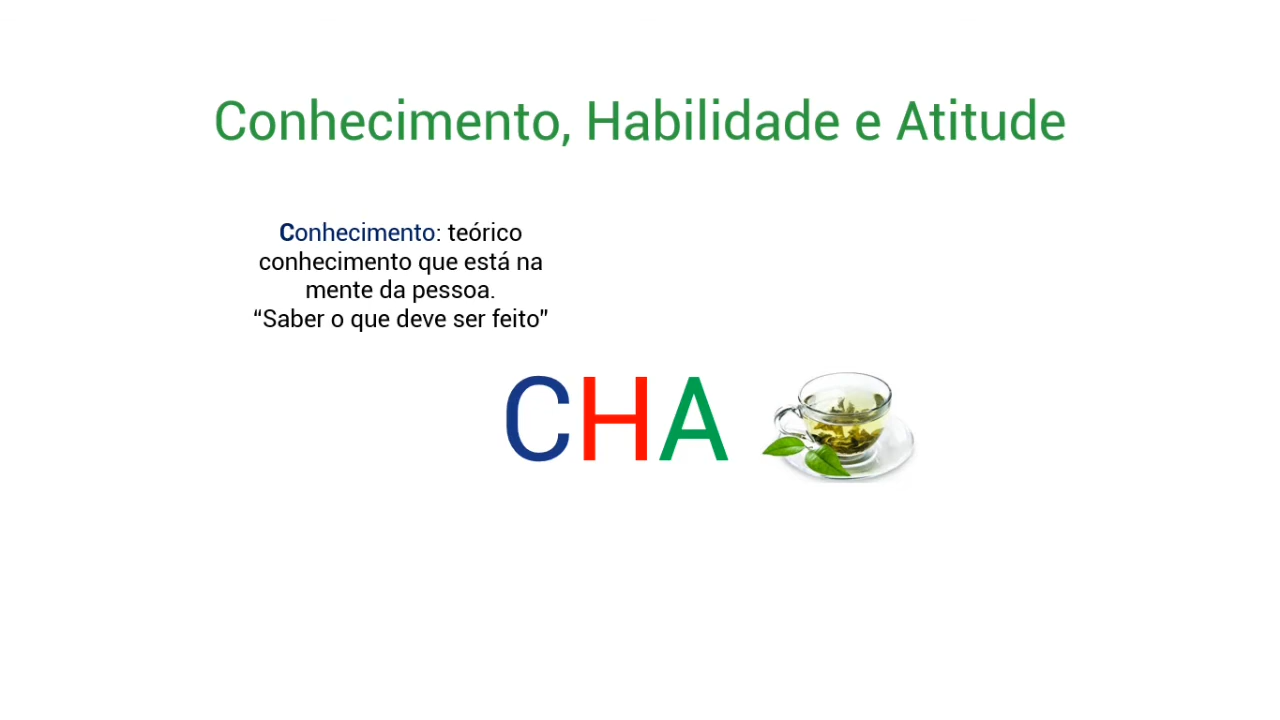 Conhecimento, Habilidade e Atitude
Conhecimento: teórico
conhecimento que está na
mente da pessoa.
“Saber o que deve ser feito”
CHA